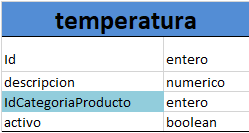 temperatura
Id entero
descripcion numerico
IdCategoriaProducto entero
activo boolean